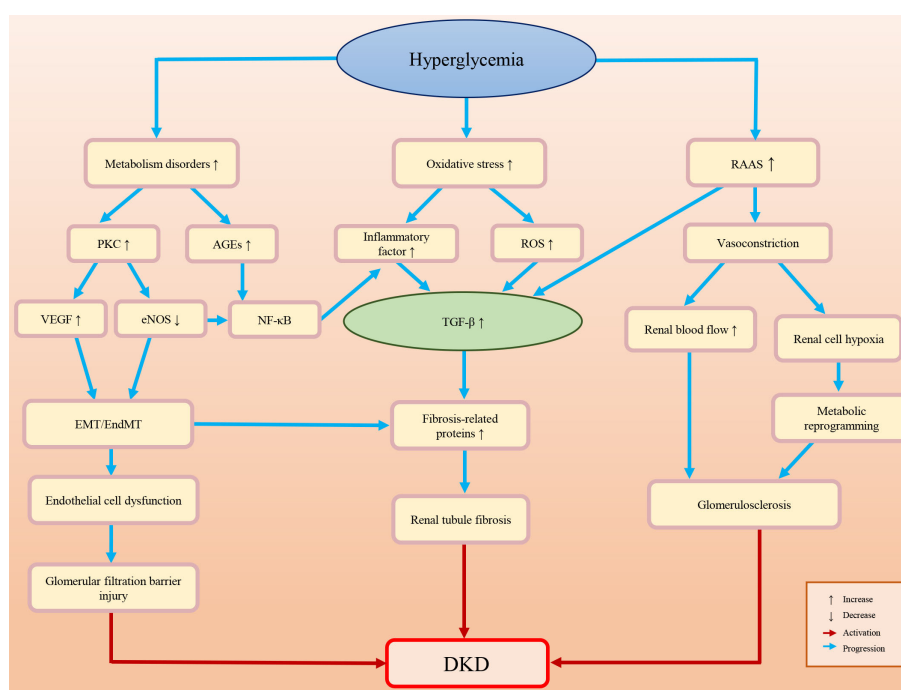 Hyperglycemia
Metabolism disorders ↑
Oxidative stress ↑
RAAS ↑
PKC ↑
AGEs ↑
Inflammatory
factor ↑
ROS ↑
Vasoconstriction
VEGF ↑
eNOS ↓
NF-κB
TGF-β ↑
Renal blood flow ↑
Renal cell hypoxia
EMT/EndMT
Fibrosis-related
proteins ↑
Metabolic
reprogramming
Endothelial cell dysfunction
Renal tubule fibrosis
Glomerulosclerosis
Glomerular filtration barrier
injury
DKD
↑ Increase
↓ Decrease
Activation
Progression